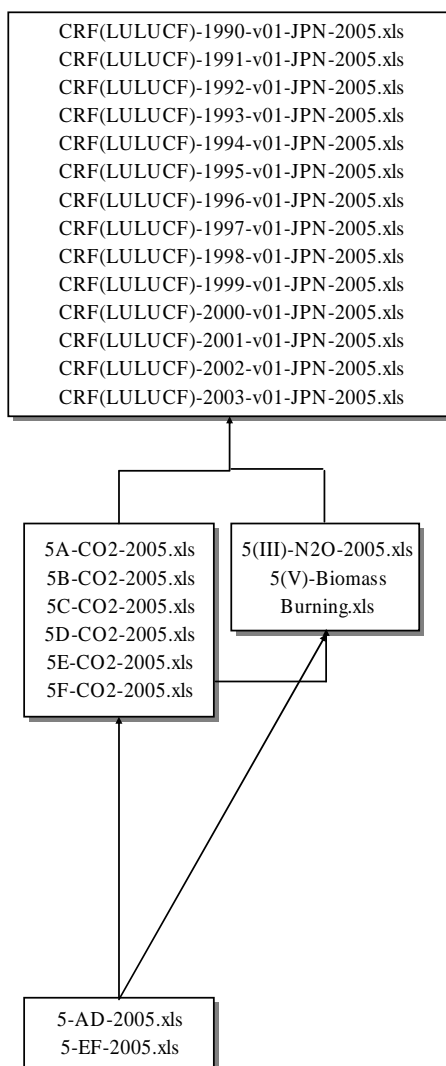 CRF(LULUCF)-1990-v01-JPN-2005.xls
CRF(LULUCF)-1991-v01-JPN-2005.xls
CRF(LULUCF)-1992-v01-JPN-2005.xls
CRF(LULUCF)-1993-v01-JPN-2005.xls
CRF(LULUCF)-1994-v01-JPN-2005.xls
CRF(LULUCF)-1995-v01-JPN-2005.xls
CRF(LULUCF)-1996-v01-JPN-2005.xls
CRF(LULUCF)-1997-v01-JPN-2005.xls
CRF(LULUCF)-1998-v01-JPN-2005.xls
CRF(LULUCF)-1999-v01-JPN-2005.xls
CRF(LULUCF)-2000-v01-JPN-2005.xls
CRF(LULUCF)-2001-v01-JPN-2005.xls
CRF(LULUCF)-2002-v01-JPN-2005.xls
CRF(LULUCF)-2003-v01-JPN-2005.xls
5A-CO2-2005.xls
5B-CO2-2005.xls
5C-CO2-2005.xls
5D-CO2-2005.xls
5E-CO2-2005.xls
5F-CO2-2005.xls
5(III)-N2O-2005.xls
5(V)-Biomass
Burning.xls
5-AD-2005.xls
5-EF-2005.xls